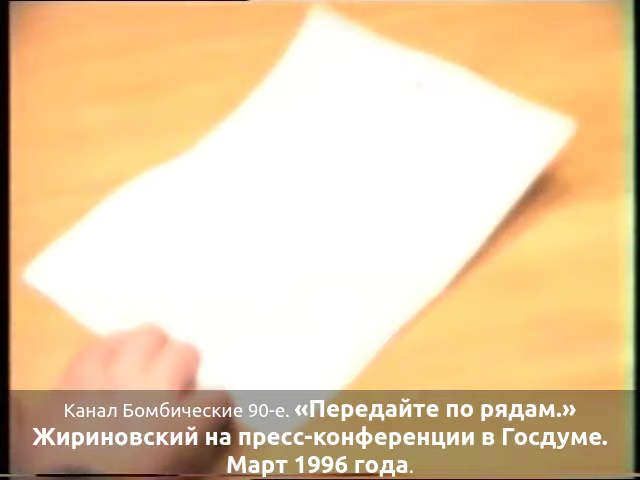 Канал Бомбические 90-е. «Передайте по рядам.»
Жириновский на пресс-конференции в Госдуме.
Март 1996 года.